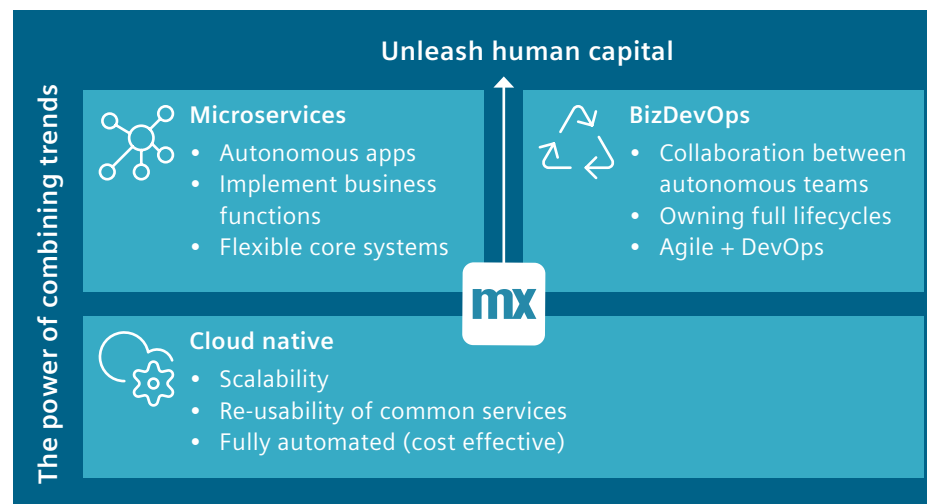 The power of combining trends
Unleash human capital
Microservices
• Autonomous apps
• Implement business
functions
• Flexible core systems
BizDevOps
• Collaboration between
autonomous teams
• Owning full lifecycles
• Agile + DevOps
mx
Cloud native
• Scalability
• Re-usability of common services
• Fully automated (cost effective)